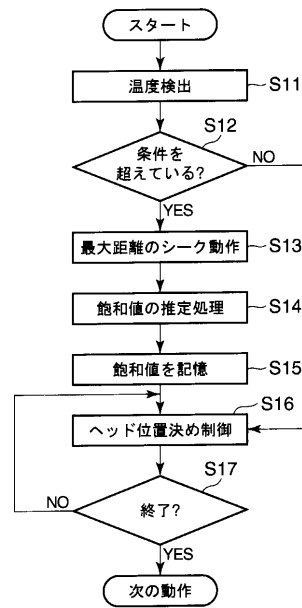 スタート
温度検出
S11
S12
条件を
超えている?
NO
YES
最大距離のシーク動作
S13
飽和値の推定処理
S14
飽和値を記憶
S15
S16
ヘッド位置決め制御
S17
NO
終了?
YES
次の動作